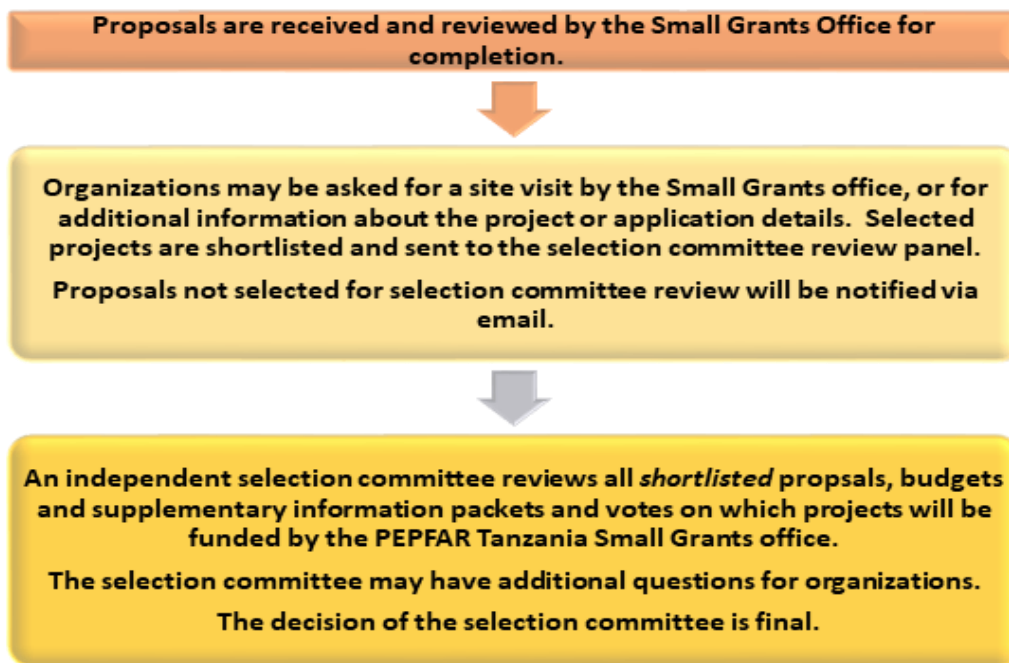 Proposals are received and reviewed by the Small Grants Office for
completion.
Organizations may be asked for a site visit by the Small Grants office, or for
additional information about the project or application details.  Selected
projects are shortlisted and sent to the selection committee review panel.
Proposals not selected for selection committee review will be notified via
email.
An independent selection committee reviews all shortlisted propsals, budgets
and supplementary information packets and votes on which projects will be
funded by the PEPFAR Tanzania Small Grants office.
The selection committee may have additional questions for organizations.
The decision of the selection committee is final.